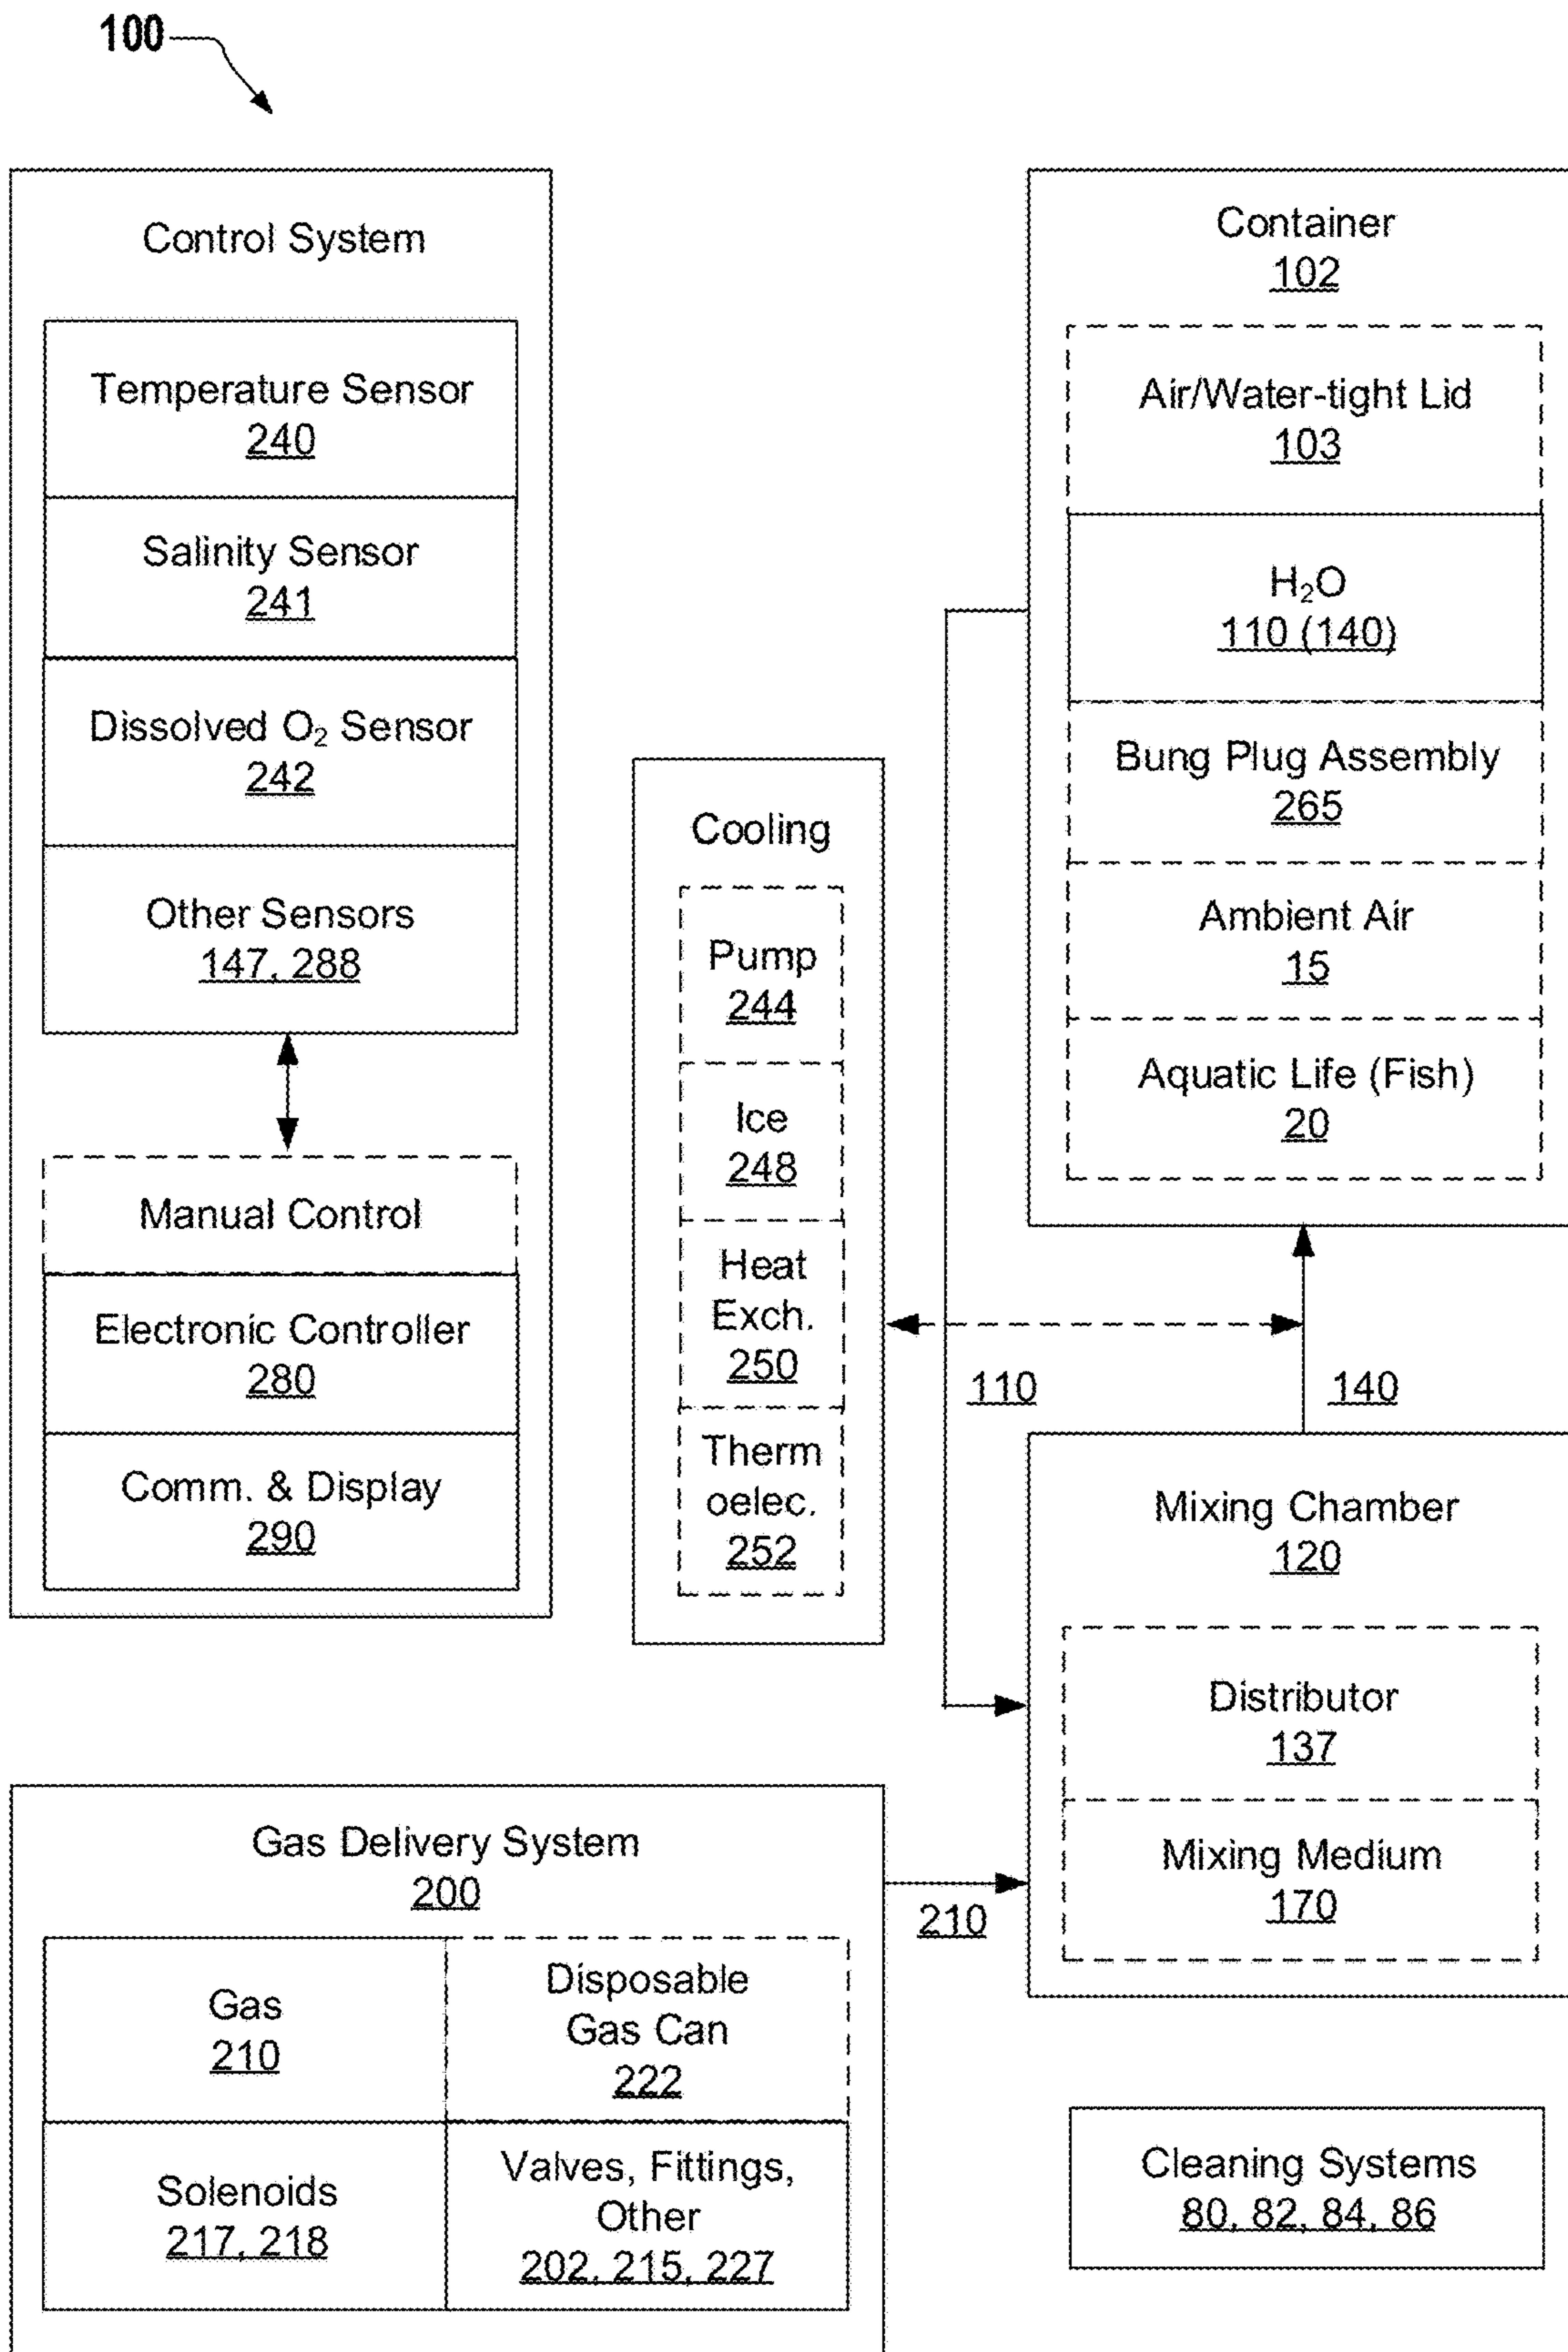 100
Control System
Temperature Sensor
240
Salinity Sensor
241
Dissolved O₂ Sensor
242
Other Sensors
147, 288
Manual Control
Electronic Controller
280
Comm. & Display
290
Cooling
Pump
244
Ice
248
Heat
Exch.
250
Therm
oelec.
252
Container
102
Air/Water-tight Lid
103
H₂O
110 (140)
Bung Plug Assembly
265
Ambient Air
15
Aquatic Life (Fish)
20
110
140
Mixing Chamber
120
Distributor
137
Mixing Medium
170
Gas Delivery System
200
Gas
210
Disposable
Gas Can
222
Solenoids
217, 218
Valves, Fittings,
Other
202, 215, 227
210
Cleaning Systems
80, 82, 84, 86